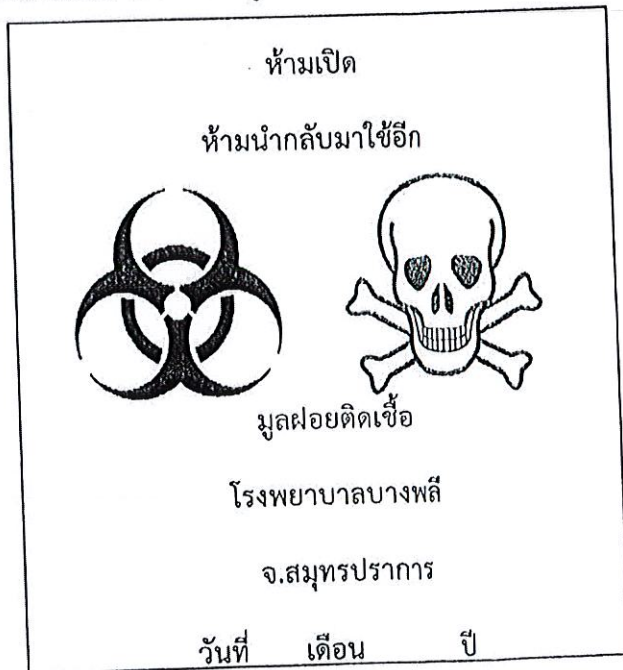 ห้ามเปิด
ห้ามนำกลับมาใช้อีก
มูลฝอยติดเชื้อ
โรงพยาบาลบางพลี
จ.สมุทรปราการ
วันที่ เดือน ปี